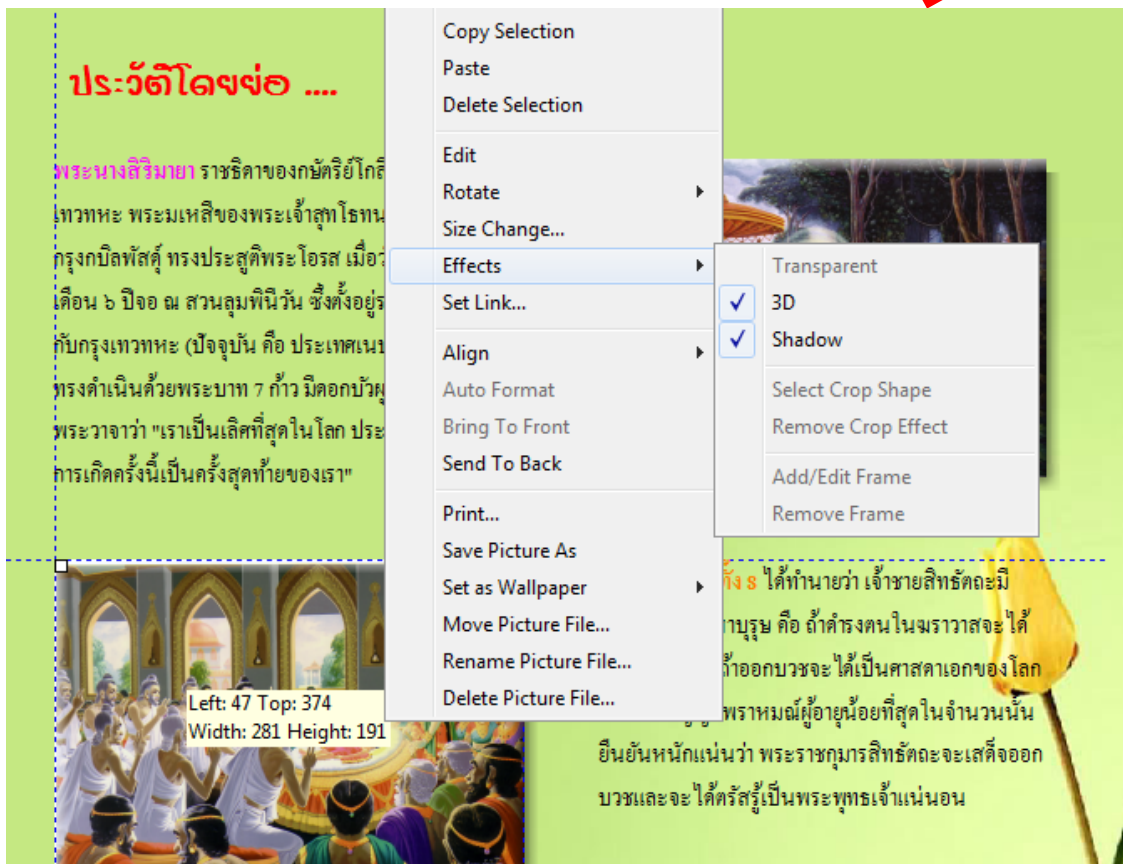 ประวัติโดยย่อ ....
พระนางสิริมายา ราชธิดาของกษัตริย์
เทวทหะ พระมเหสีของพระเจ้าสุทโธทน
กรุงกบิลพัสดุ์ ทรงประสูติพระโอรส เมื่อ
เดือน ๖ ปีจอ ณ สวนลุมพินีวัน ซึ่งตั้งอยู่
กับกรุงเทวทหะ (ปัจจุบัน คือ ประเทศเน
ทรงดำเนินด้วยพระบาท 7 ก้าว มีดอกบัวผุ
พระวาจาว่า "เราเป็นเลิศที่สุดในโลก ประ
การเกิดครั้งนี้เป็นครั้งสุดท้ายของเรา"
Copy Selection
Paste
Delete Selection
Edit
Rotate
Size Change...
Effects
Set Link...
Align
Auto Format
Bring To Front
Send To Back
Print...
Save Picture As
Set as Wallpaper
Move Picture File...
Rename Picture File...
Delete Picture File...
Transparent
3D
Shadow
Select Crop Shape
Remove Crop Effect
Add/Edit Frame
Remove Frame
Left: 47 Top: 374
Width: 281 Height: 191
ทั้ง 8 ได้ทำนายว่า เจ้าชายสิทธัตถะมี
าบุรุษ คือ ถ้าดำรงตนในฆราวาสจะได้
ถ้าออกบวชจะได้เป็นศาสดาเอกของโลก
พราหมณ์ผู้อายุน้อยที่สุดในจำนวนนั้น
ยืนยันหนักแน่นว่า พระราชกุมารสิทธัตถะจะเสด็จออก
บวชและจะได้ตรัสรู้เป็นพระพุทธเจ้าแน่นอน